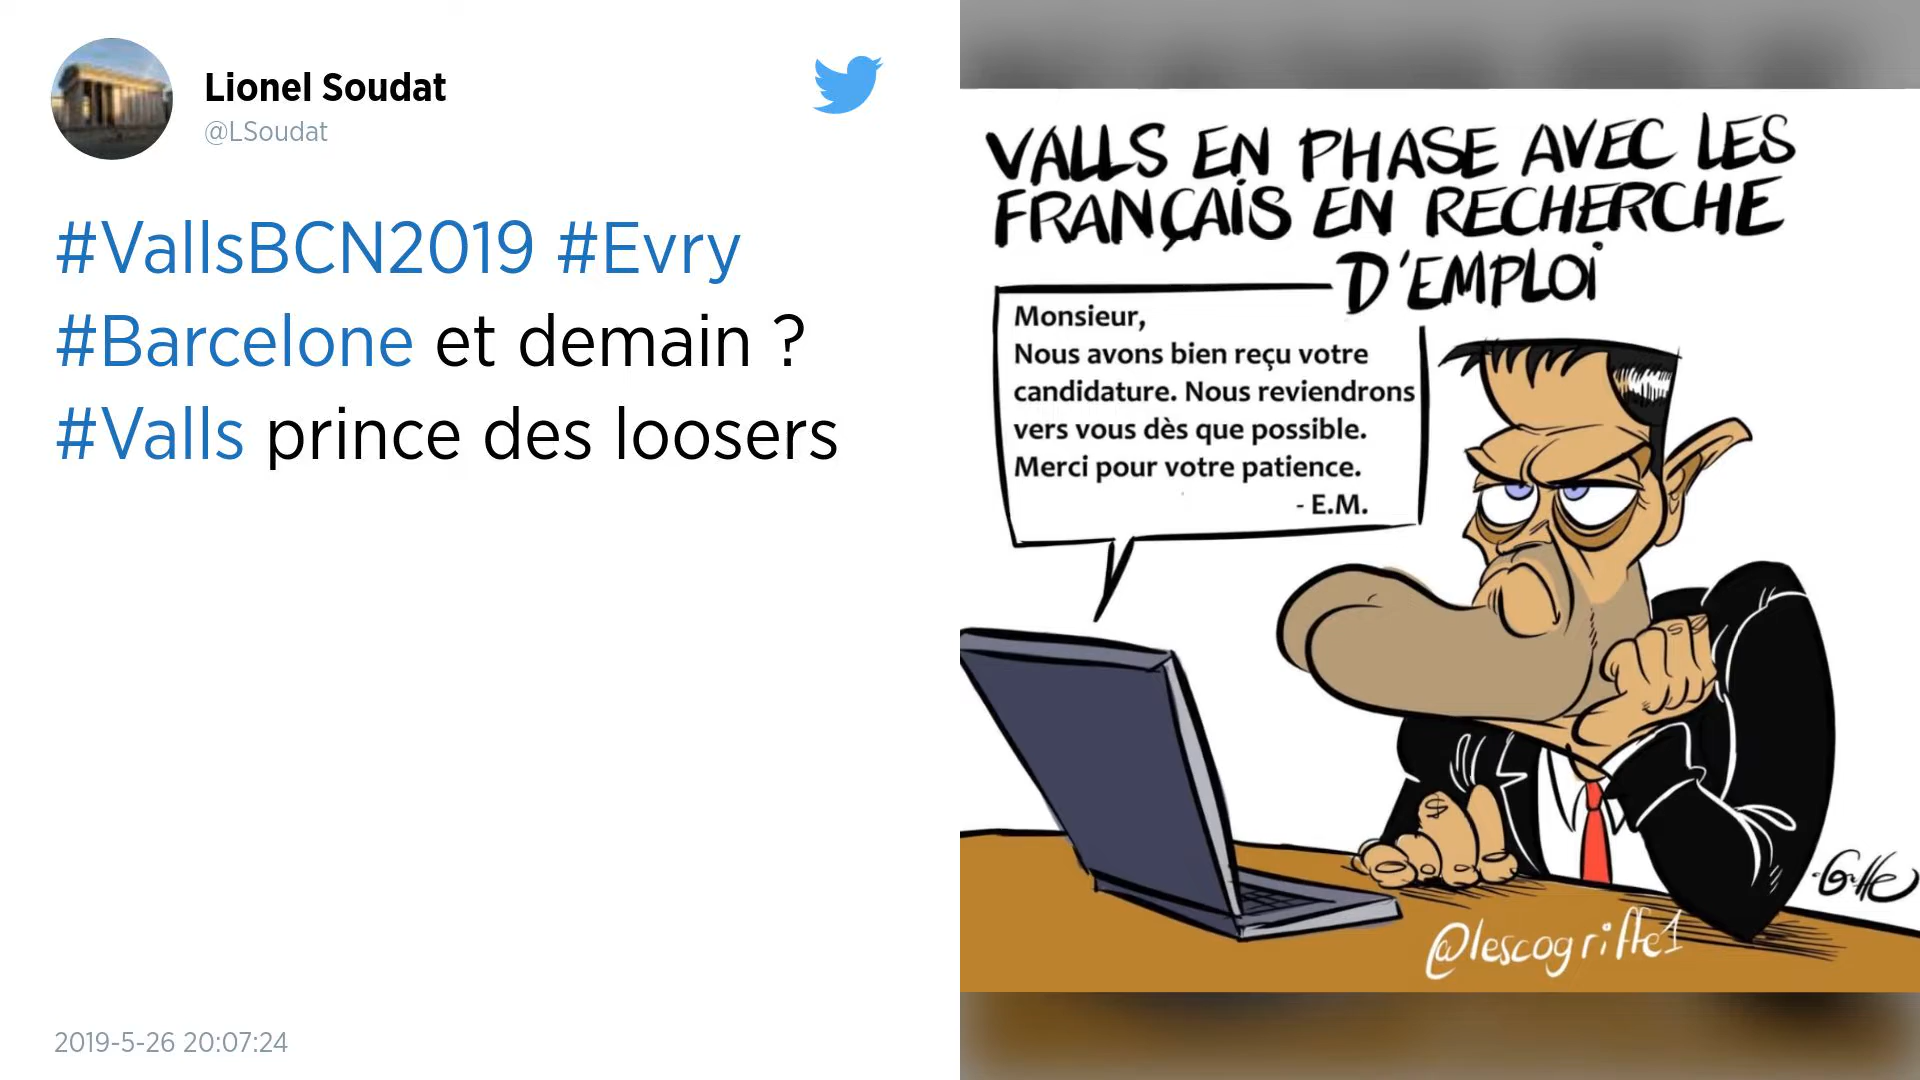 Lionel Soudat
@LSoudat
#VallsBCN2019 #Evry
#Barcelone et demain ?
#Valls prince des loosers
2019-5-26 20:07:24
VALLS EN PHASE AVEC LES
FRANÇAIS EN RECHERCHE
D'EMPLOI
Monsieur,
Nous avons bien reçu votre
candidature. Nous reviendrons
vers vous dès que possible.
Merci pour votre patience.
- E.M.
@lescogriffe1